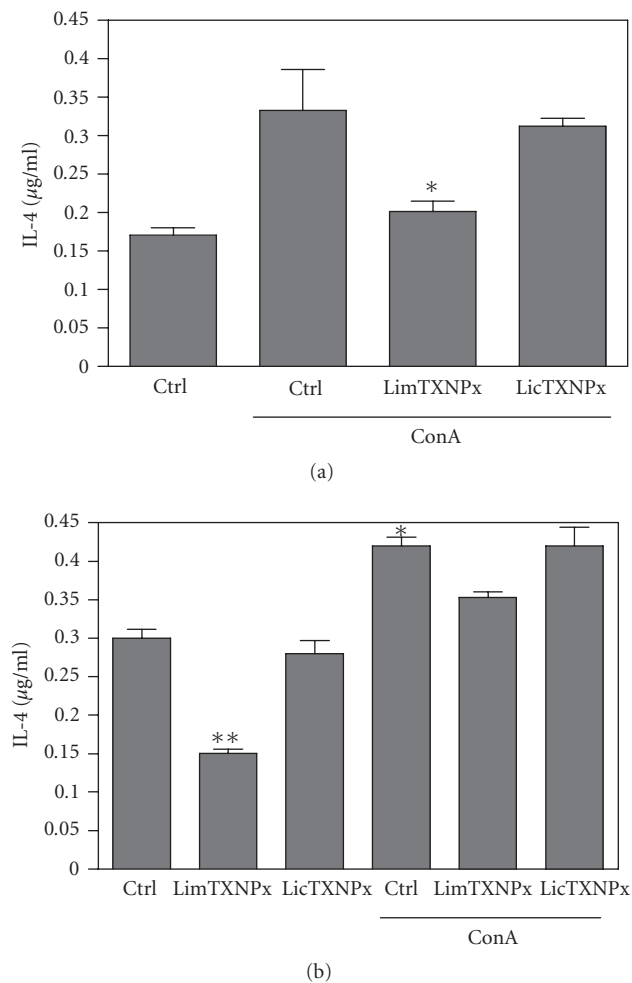 0.45
0.4
0.35
0.3
0.25
0.2
0.15
0.1
0.05
0
IL-4 (μg/ml)
*
Ctrl Ctrl LimTXNPx LicTXNPx
ConA
(a)
0.45
0.4
0.35
0.3
0.25
0.2
0.15
0.1
0.05
0
IL-4 (μg/ml)
**
*
Ctrl LimTXNPx LicTXNPx Ctrl LimTXNPx LicTXNPx
ConA
(b)